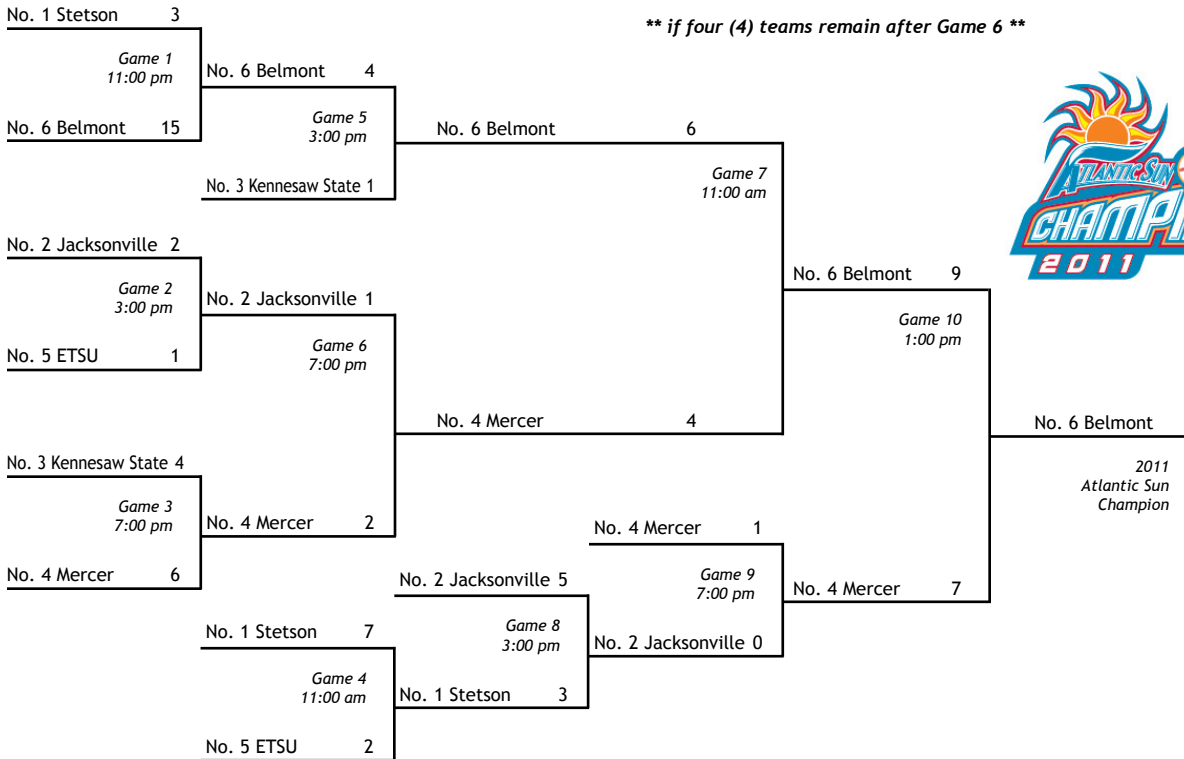 No. 1 Stetson 3
** if four (4) teams remain after Game 6 **
Game 1
11:00 pm
No. 6 Belmont 4
No. 6 Belmont 15
Game 5
3:00 pm
No. 6 Belmont 6
No. 3 Kennesaw State 1
Game 7
11:00 am
ATLANTIC SUN
2011
No. 2 Jacksonville 2
Game 2
3:00 pm
No. 2 Jacksonville 1
No. 5 ETSU 1
Game 6
7:00 pm
No. 6 Belmont 9
Game 10
1:00 pm
No. 4 Mercer 4
No. 6 Belmont
2011
Atlantic Sun
Champion
No. 3 Kennesaw State 4
Game 3
7:00 pm
No. 4 Mercer 2
No. 4 Mercer 6
No. 4 Mercer 1
No. 2 Jacksonville 5
Game 9
7:00 pm
No. 4 Mercer 7
No. 1 Stetson 7
Game 8
3:00 pm
No. 2 Jacksonville 0
Game 4
11:00 am
No. 1 Stetson 3
No. 5 ETSU 2